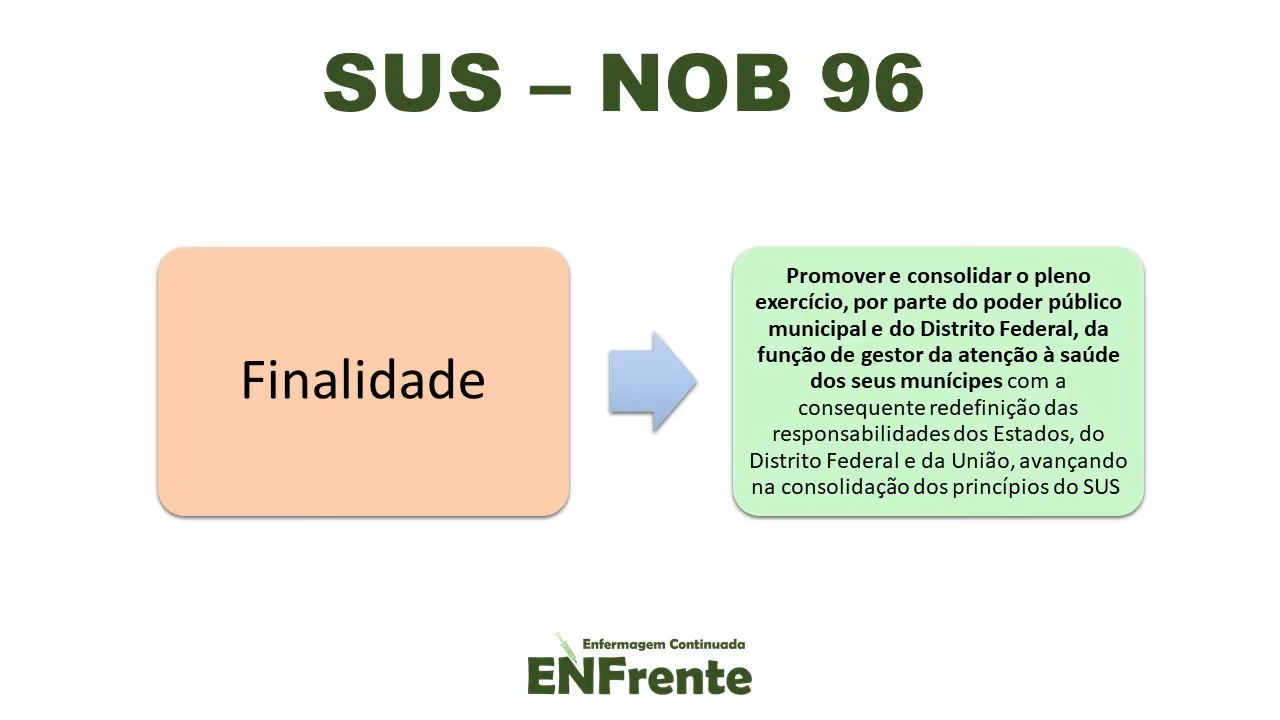 SUS – NOB 96
Finalidade
Promover e consolidar o pleno
exercício, por parte do poder público
municipal e do Distrito Federal, da
função de gestor da atenção à saúde
dos seus munícipes com a
consequente redefinição das
responsabilidades dos Estados, do
Distrito Federal e da União, avançando
na consolidação dos princípios do SUS
Enfermagem Continuada
ENFrente